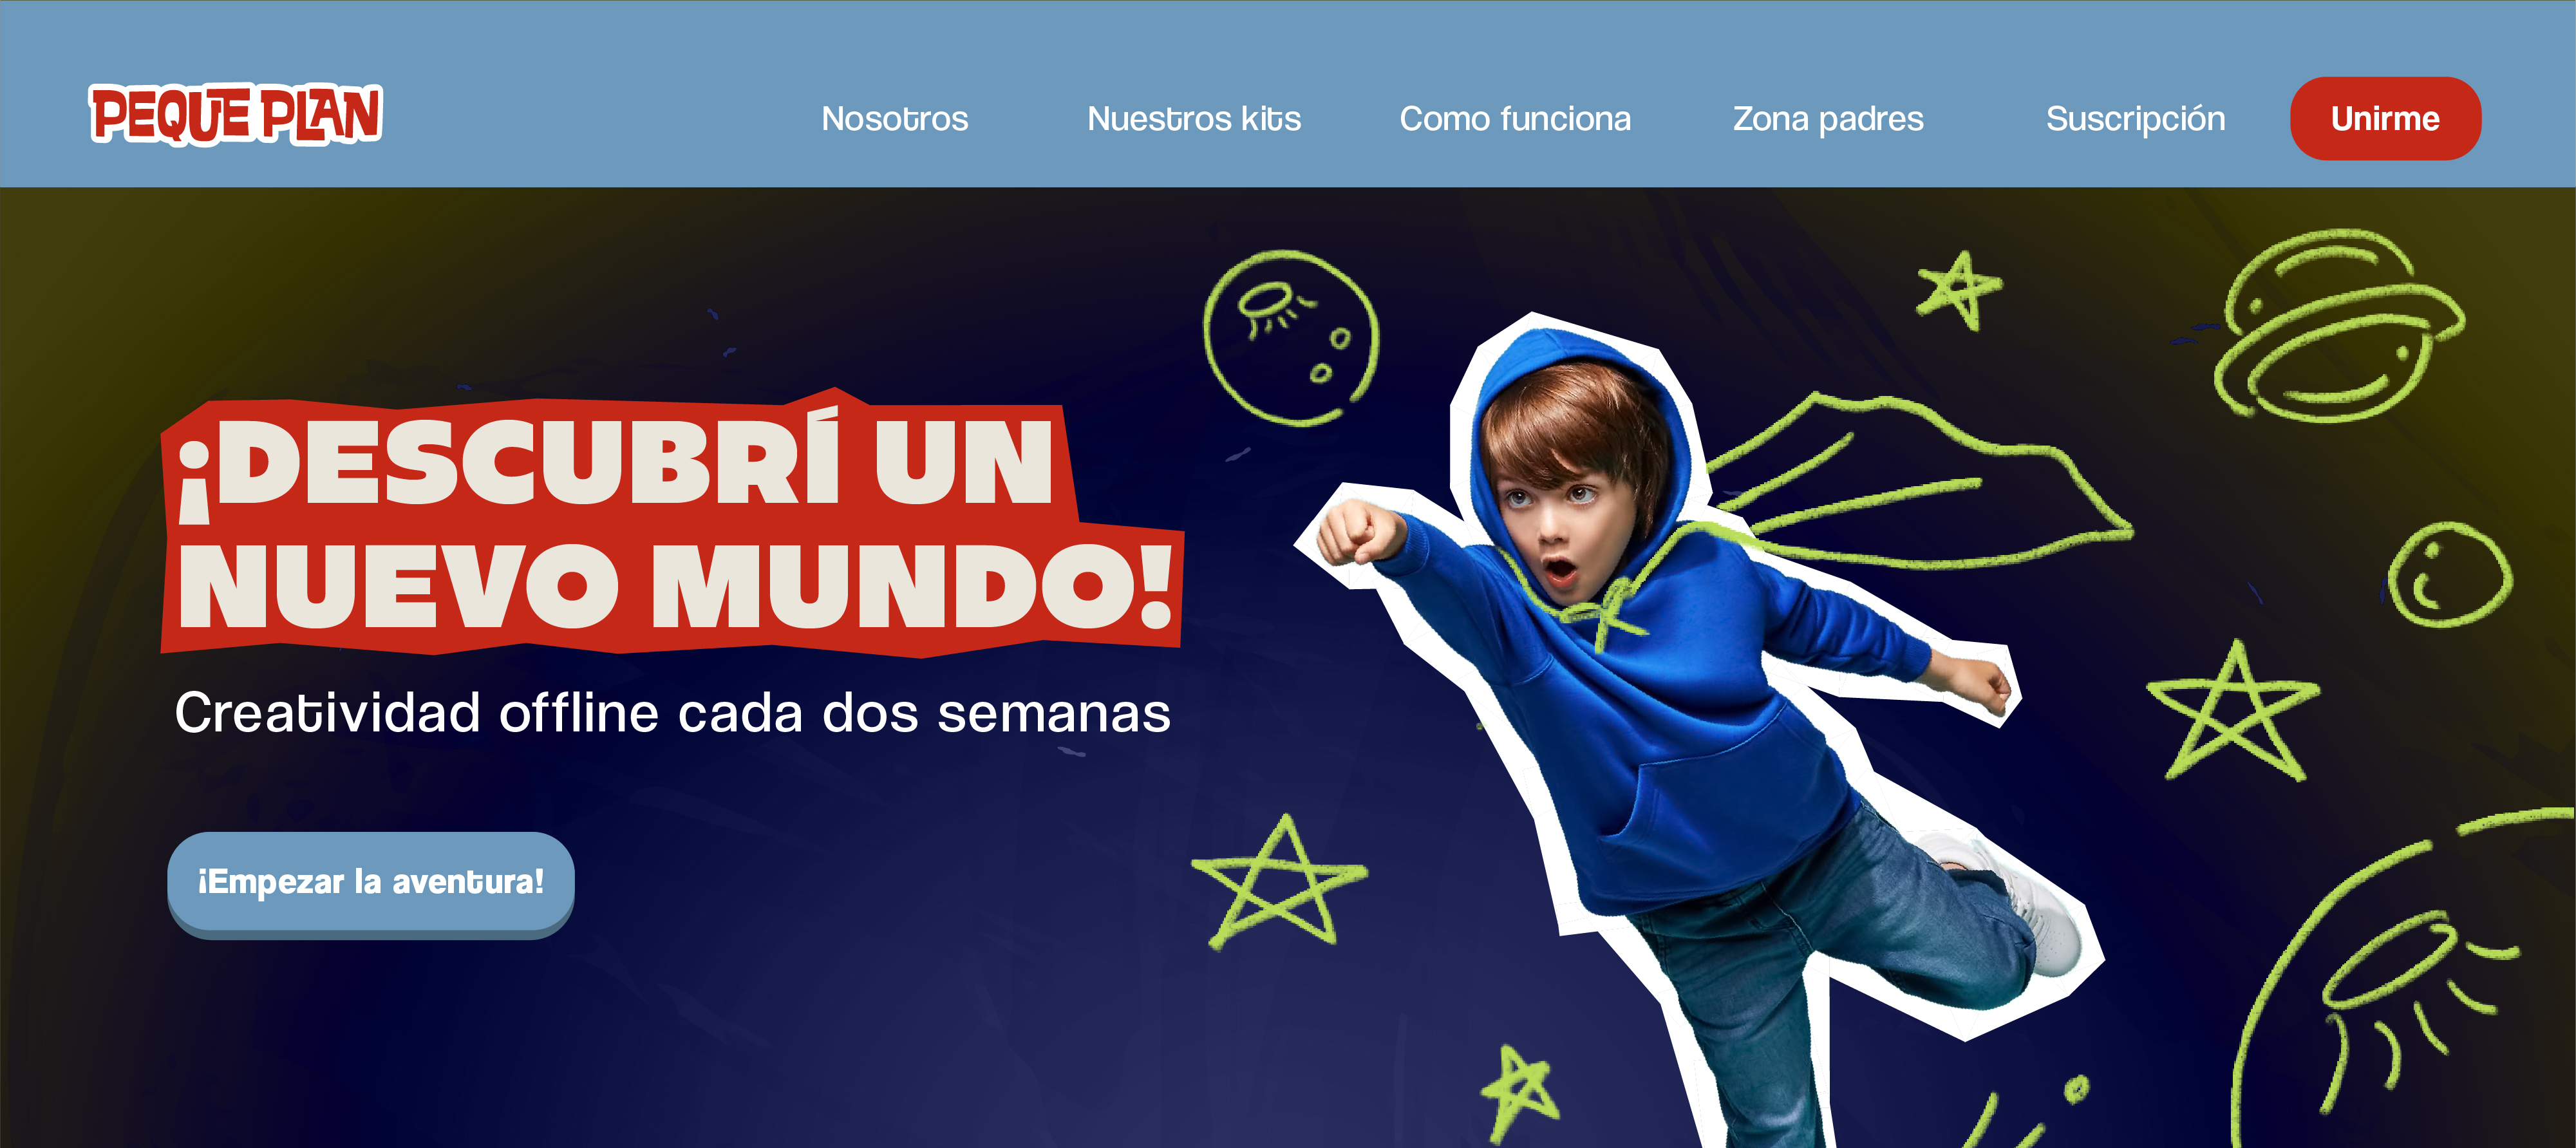 PEQUE PLAN
Nosotros
Nuestros kits
Como funciona
Zona padres
Suscripción
Unirme
¡DESCUBRÍ UN
NUEVO MUNDO!
Creatividad offline cada dos semanas
¡Empezar la aventura!